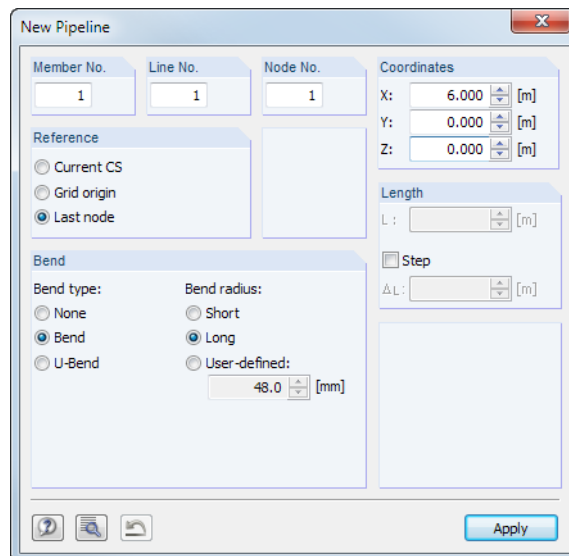 New Pipeline
Member No.
1
Line No.
1
Node No.
1
Coordinates
X: 6.000 [m]
Y: 0.000 [m]
Z: 0.000 [m]
Reference
Current CS
Grid origin
Last node
Length
L : [m]
Step
ΔL: [m]
Bend
Bend type:
None
Bend
U-Bend
Bend radius:
Short
Long
User-defined:
48.0 [mm]
Apply